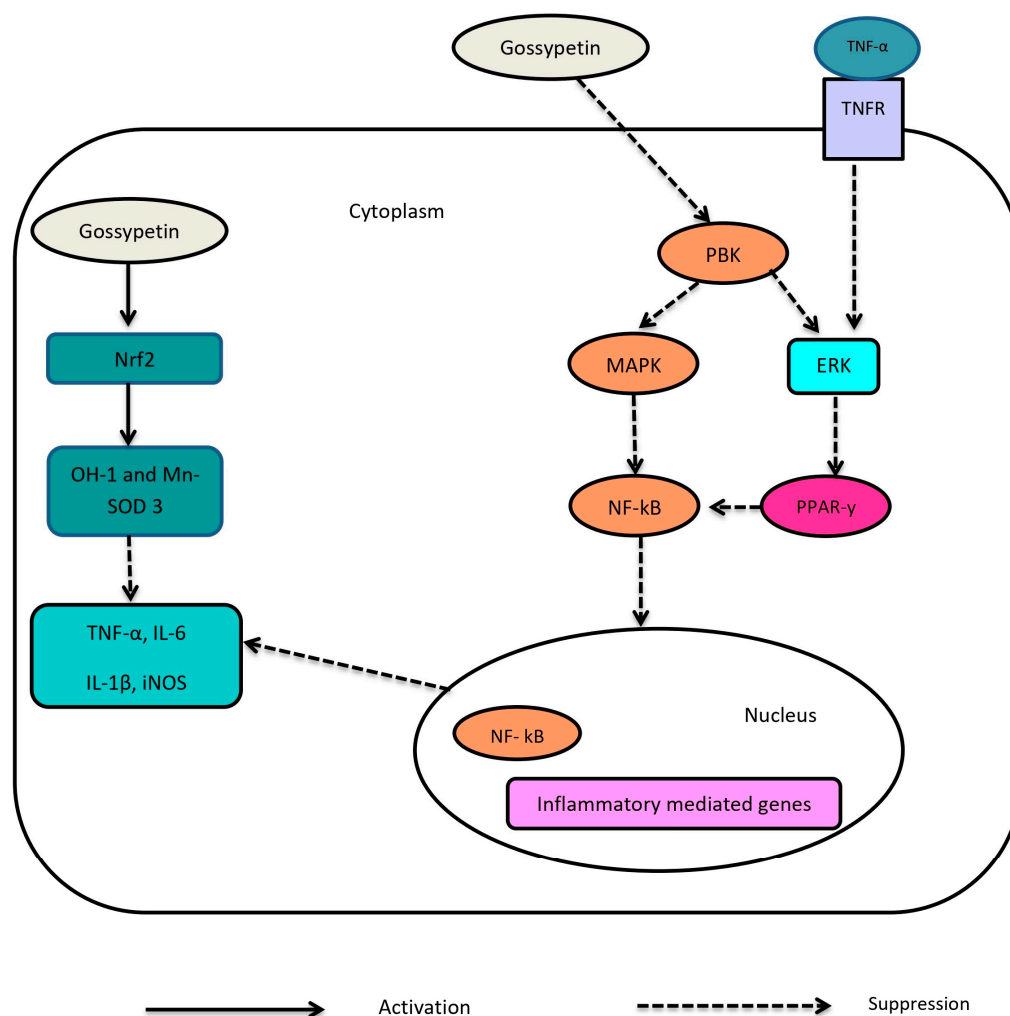 Gossypetin
TNF-α
TNFR
Cytoplasm
Gossypetin
PBK
Nrf2
MAPK
ERK
OH-1 and Mn-
SOD 3
NF-kB
PPAR-y
TNF-α, IL-6
IL-1β, iNOS
Nucleus
NF- kB
Inflammatory mediated genes
Activation
Suppression